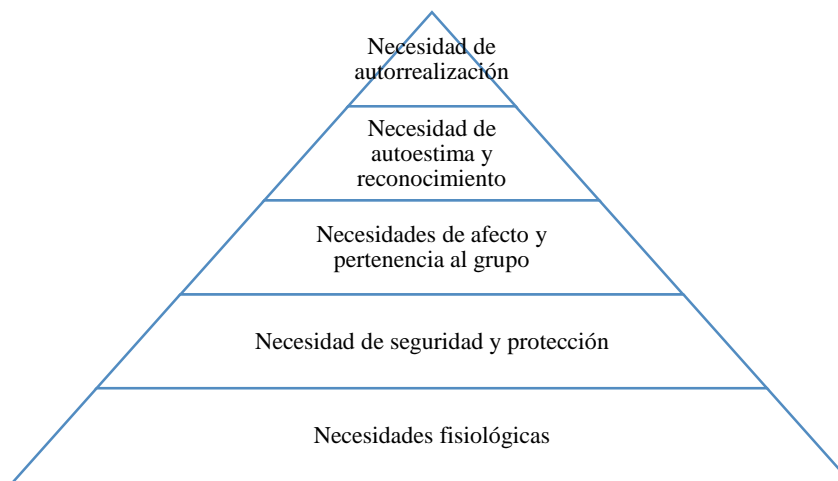 Necesidad de
autorrealización
Necesidad de
autoestima y
reconocimiento
Necesidades de afecto y
pertenencia al grupo
Necesidad de seguridad y protección
Necesidades fisiológicas